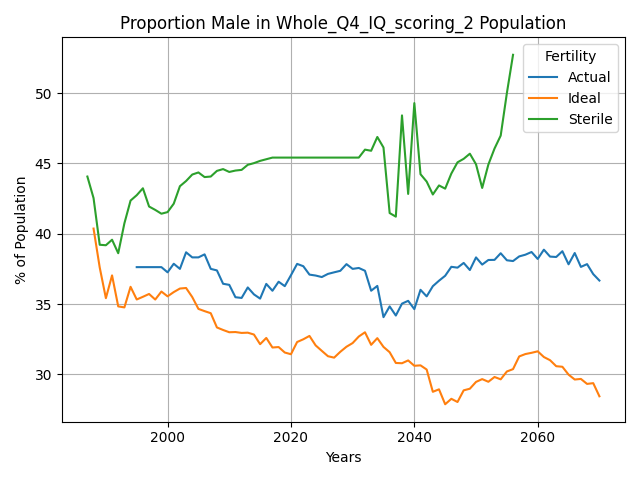 Proportion Male in Whole_Q4_IQ_scoring_2 Population
Fertility
Actual
Ideal
Sterile
% of Population
50
45
40
35
30
2000
2020
2040
2060
Years